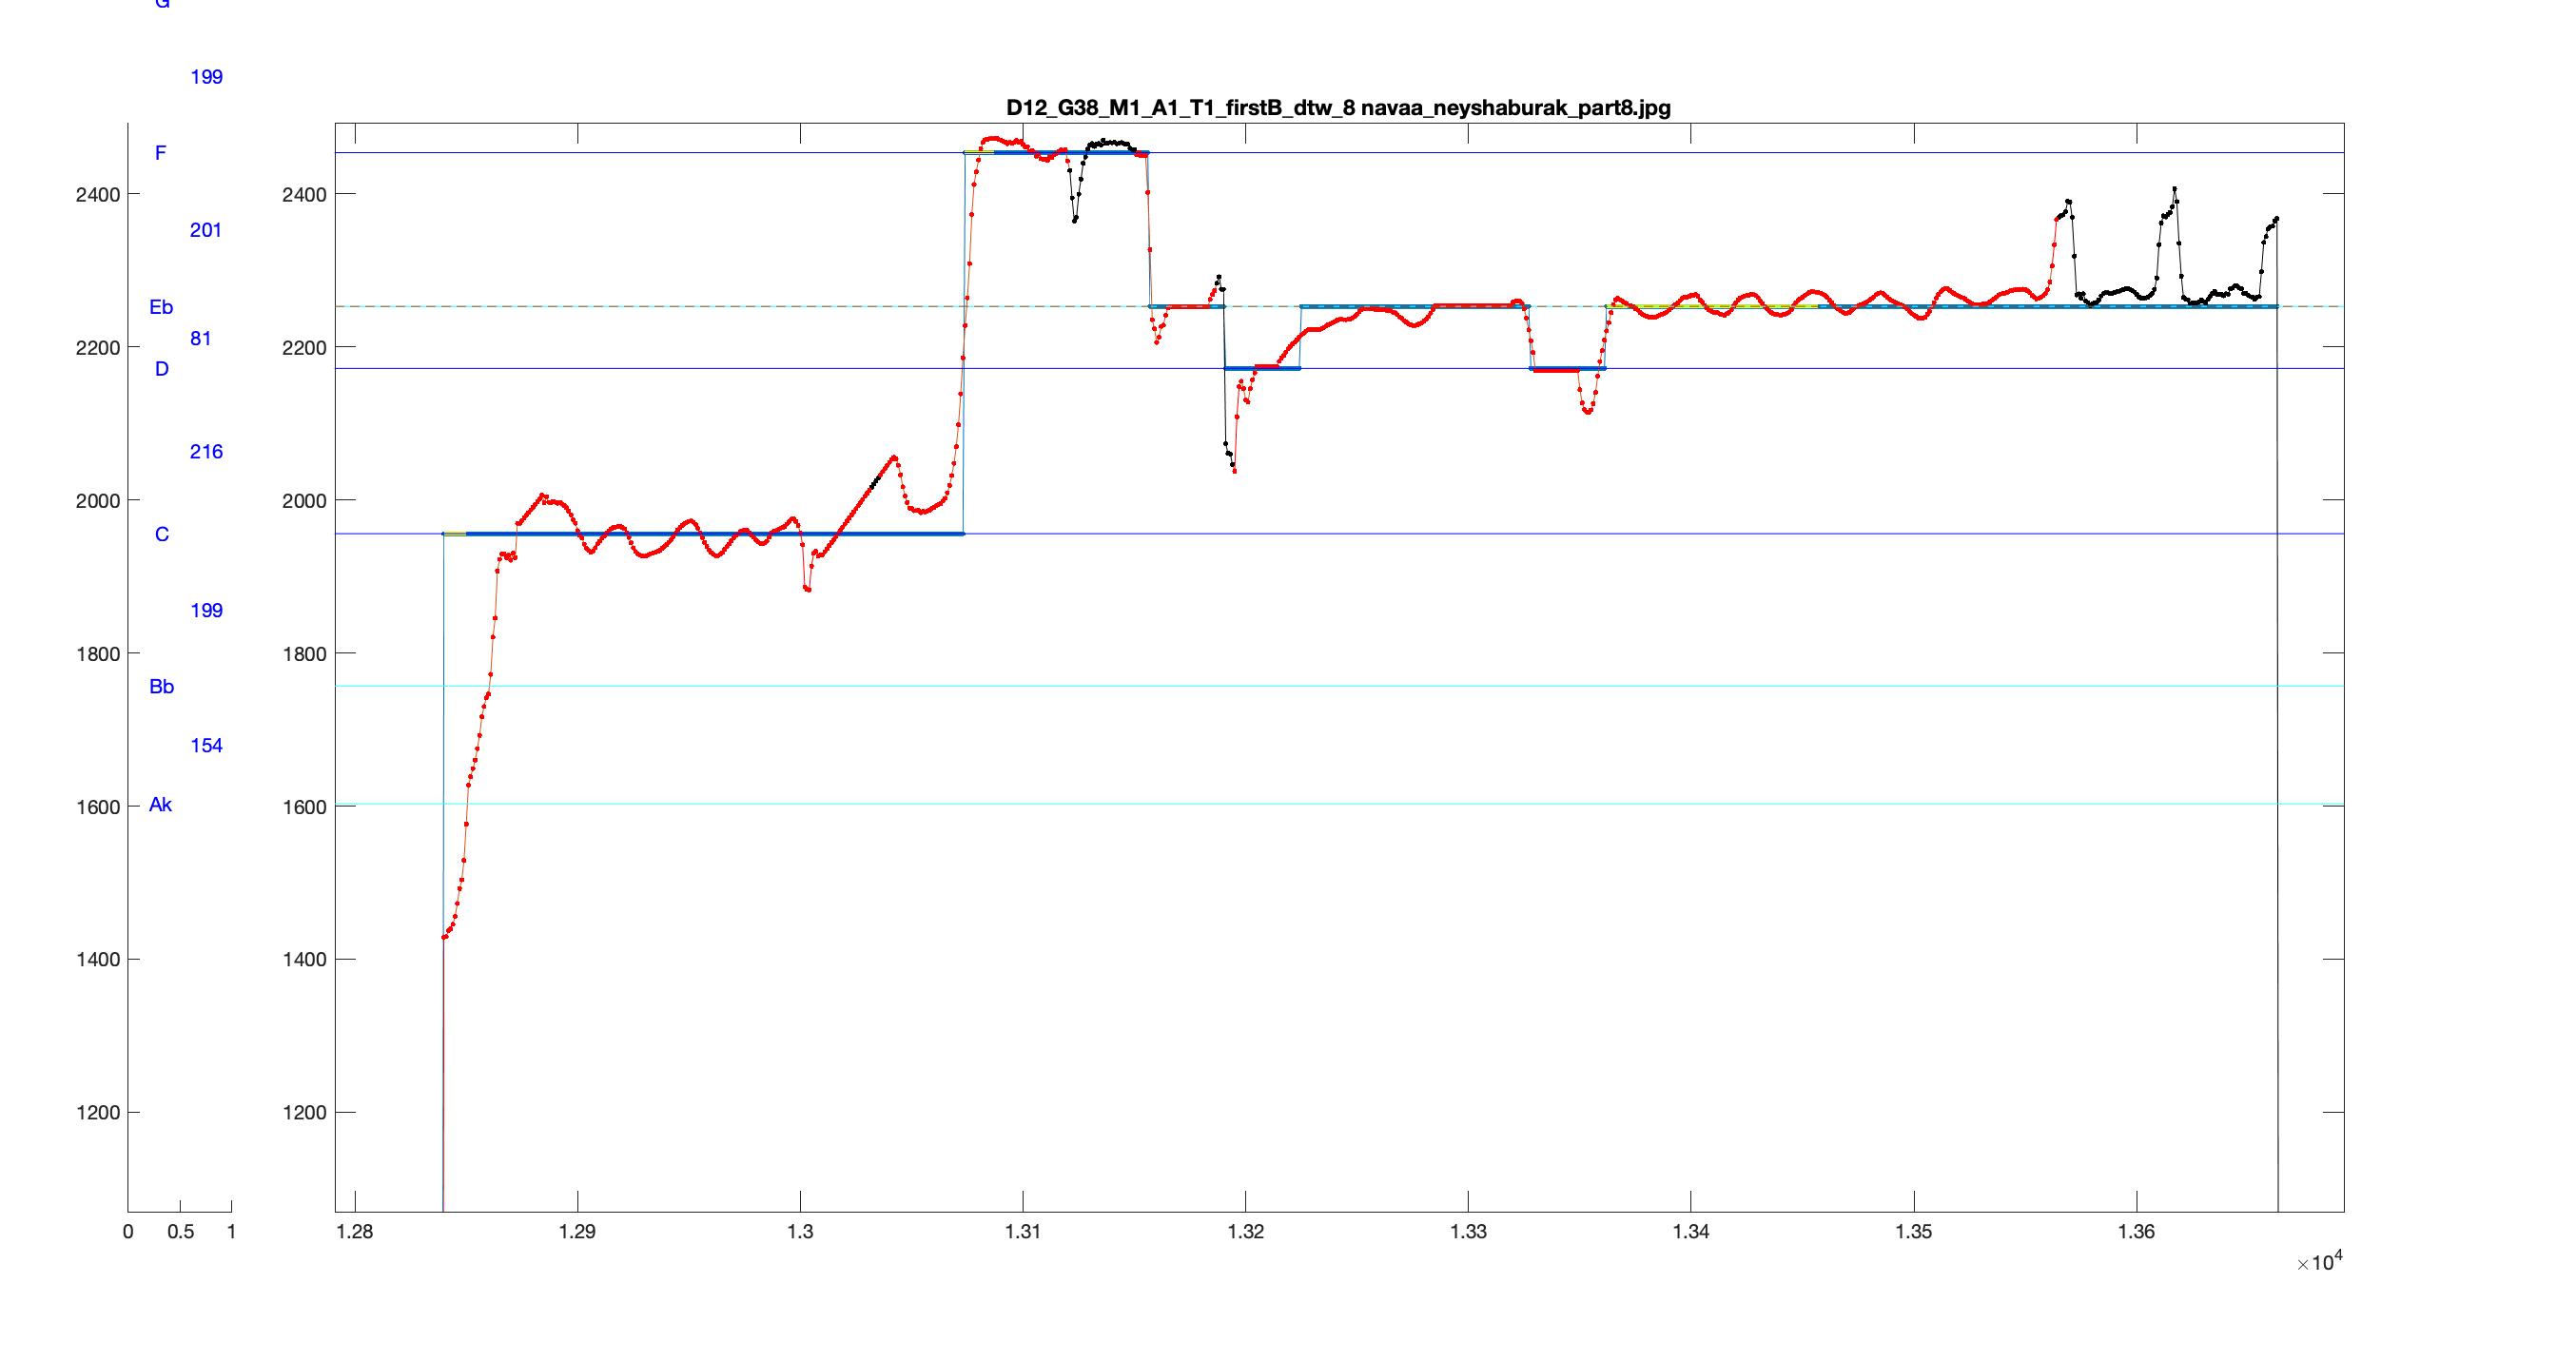 G
199
D12_G38_M1_A1_T1_firstB_dtw_8 navaa_neyshaburak_part8.jpg
F
2400
2400
201
Eb
81
2200
2200
D
216
2000
2000
C
199
1800
1800
Bb
154
1600
1600
Ak
1400
1400
1200
1200
0 0.5 1
1.28 1.29 1.3 1.31 1.32 1.33 1.34 1.35 1.36
×10^4